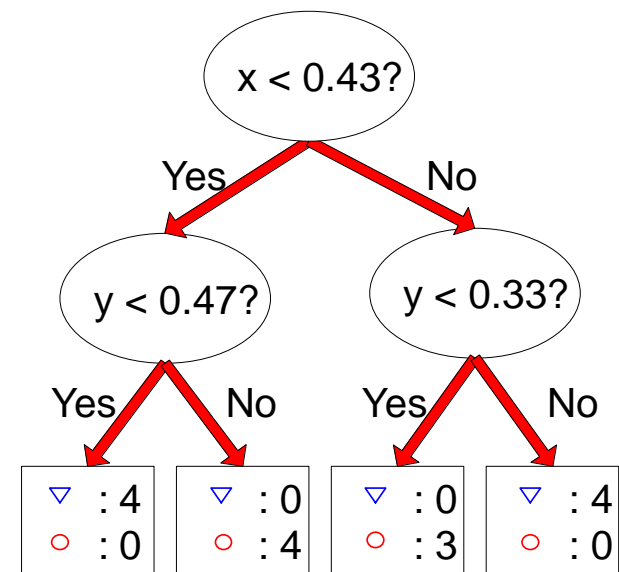 x < 0.43?
Yes No
y < 0.47? y < 0.33?
Yes No Yes No
: 4 : 0 : 0 : 4
: 0 : 4 : 3 : 0